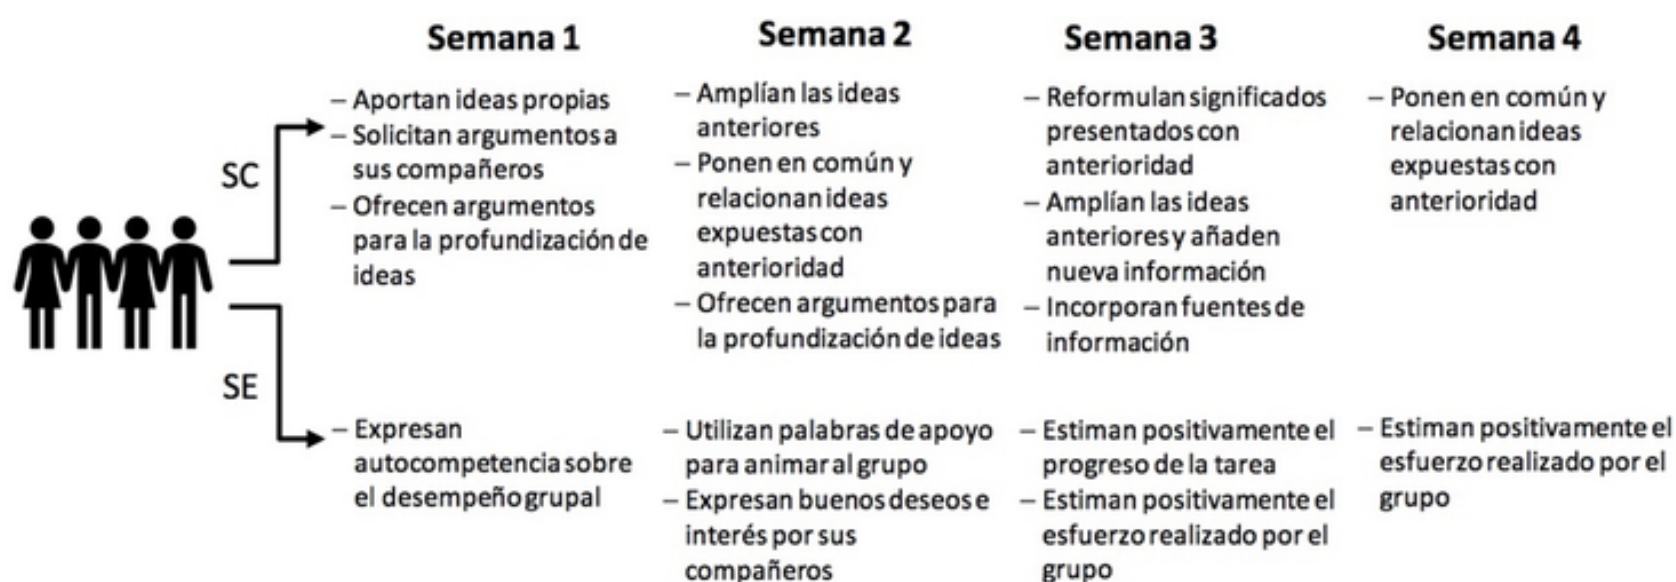 Semana 1
Semana 2
Semana 3
Semana 4
SC
– Aportan ideas propias
– Solicitan argumentos a
sus compañeros
– Ofrecen argumentos
para la profundización de
ideas
– Amplían las ideas
anteriores
– Ponen en común y
relacionan ideas
expuestas con
anterioridad
– Ofrecen argumentos para
la profundización de ideas
– Reformulan significados
presentados con
anterioridad
– Amplían las ideas
anteriores y añaden
nueva información
– Incorporan fuentes de
información
– Ponen en común y
relacionan ideas
expuestas con
anterioridad
SE
– Expresan
autocompetencia sobre
el desempeño grupal
– Utilizan palabras de apoyo
para animar al grupo
– Expresan buenos deseos e
interés por sus
compañeros
– Estiman positivamente el
progreso de la tarea
– Estiman positivamente el
esfuerzo realizado por el
grupo
– Estiman positivamente el
esfuerzo realizado por el
grupo